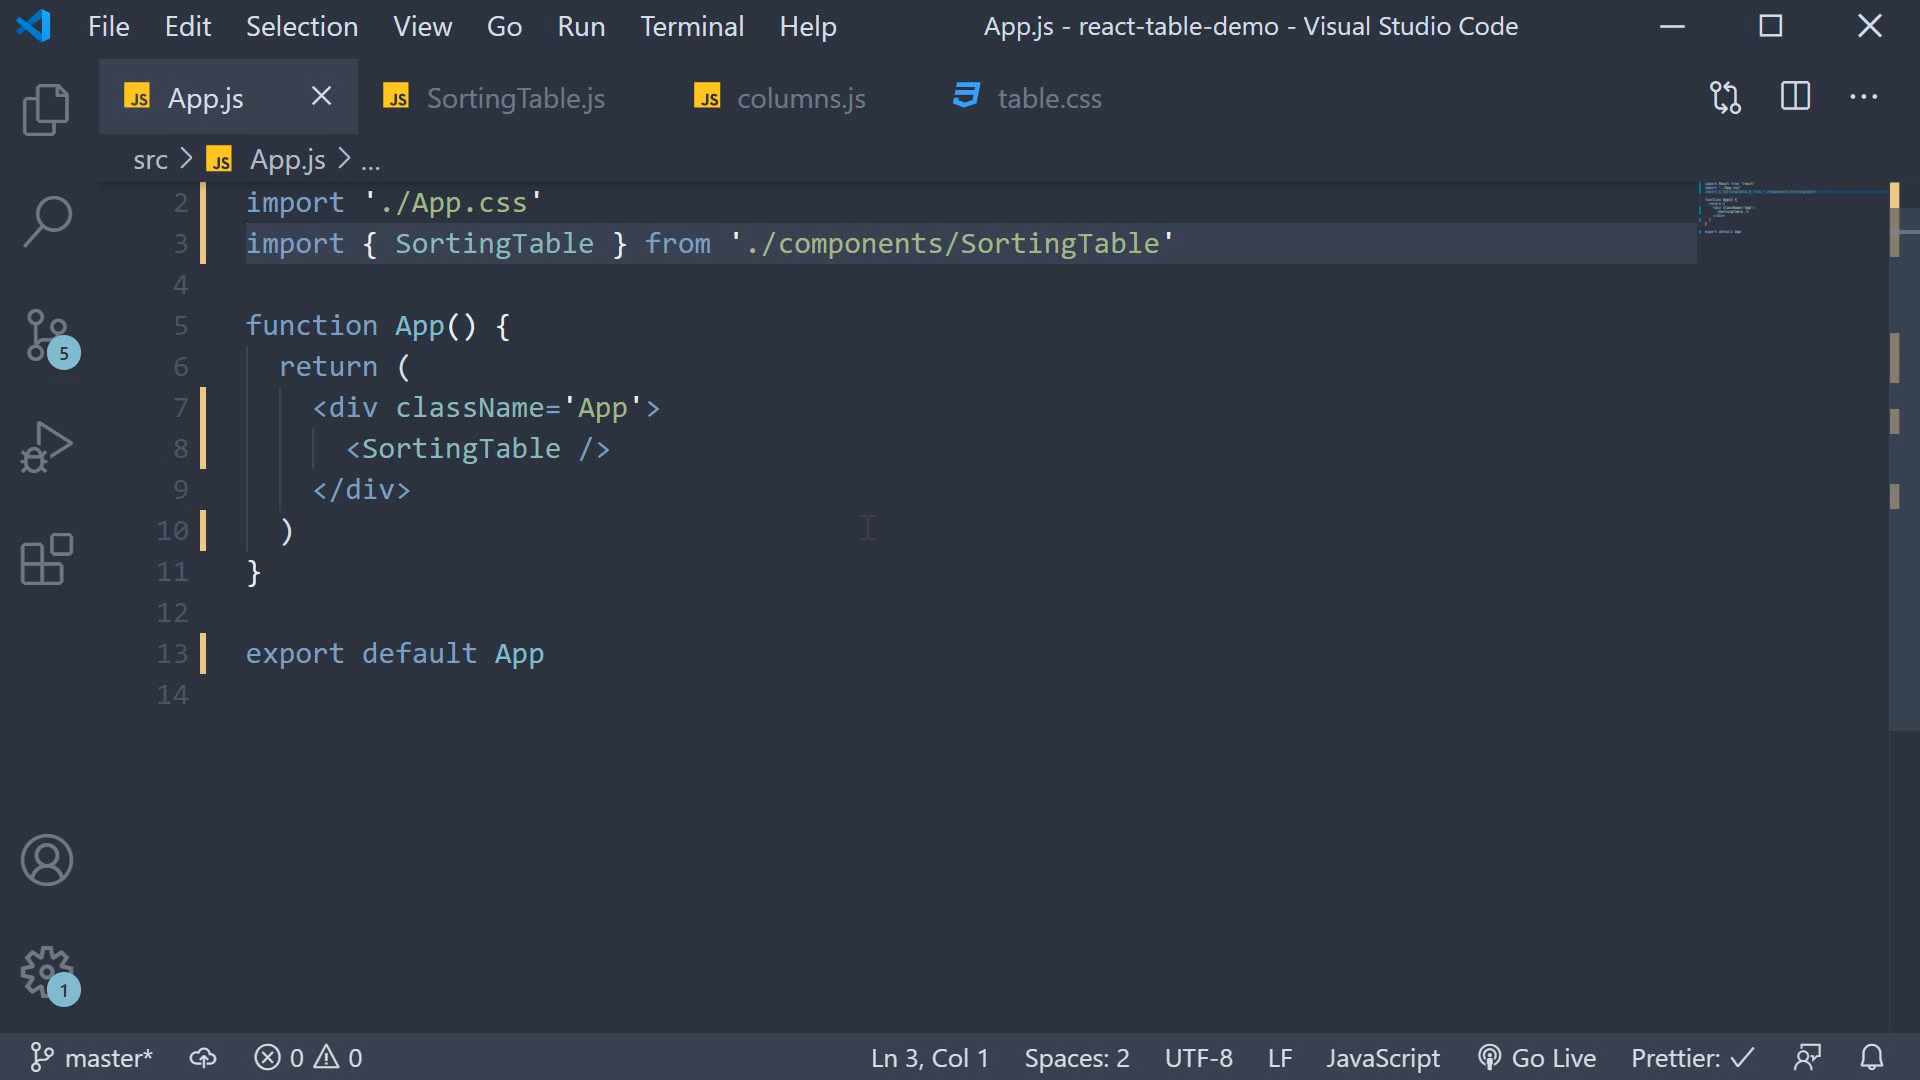 File Edit Selection View Go Run Terminal Help App.js - react-table-demo - Visual Studio Code
JS App.js JS SortingTable.js JS columns.js table.css ...
src > JS App.js > ...
2 import './App.css'
3 import { SortingTable } from './components/SortingTable'
4
5 function App() {
6 return (
7 <div className='App'>
8 <SortingTable />
9 </div>
10 )
11 }
12
13 export default App
14
5
1
master* 0 0 Ln 3, Col 1 Spaces: 2 UTF-8 LF JavaScript Go Live Prettier: ✓